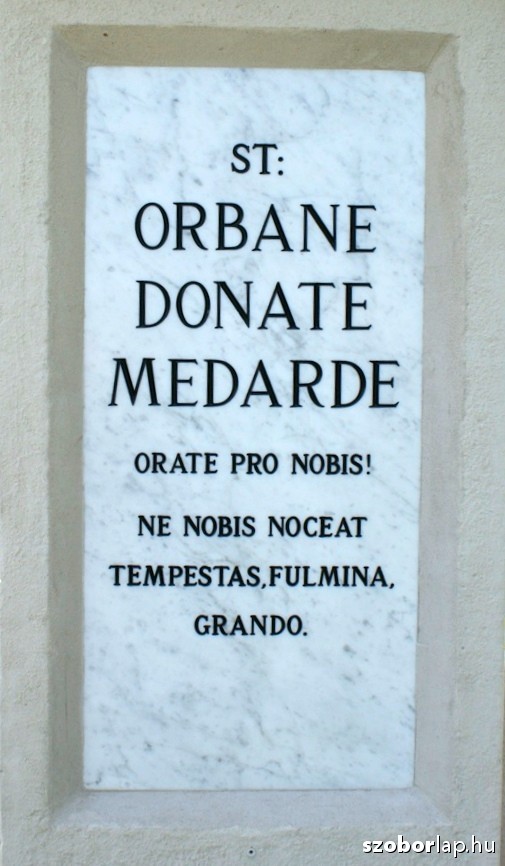 ST:
ORBANE
DONATE
MEDARDE
ORATE PRO NOBIS!
NE NOBIS NOCEAT
TEMPESTAS,FULMINA,
GRANDO.
szoborlap.hu